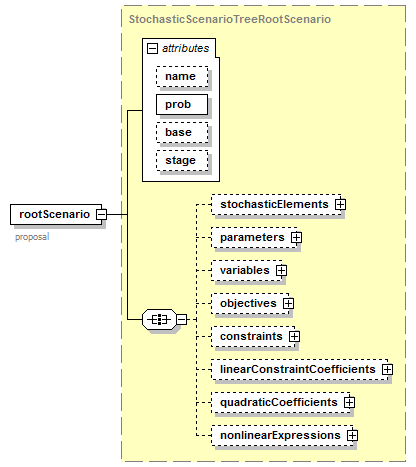 StochasticScenarioTreeRootScenario
attributes
name
prob
base
stage
rootScenario
proposal
stochasticElements
parameters
variables
objectives
constraints
linearConstraintCoefficients
quadraticCoefficients
nonlinearExpressions